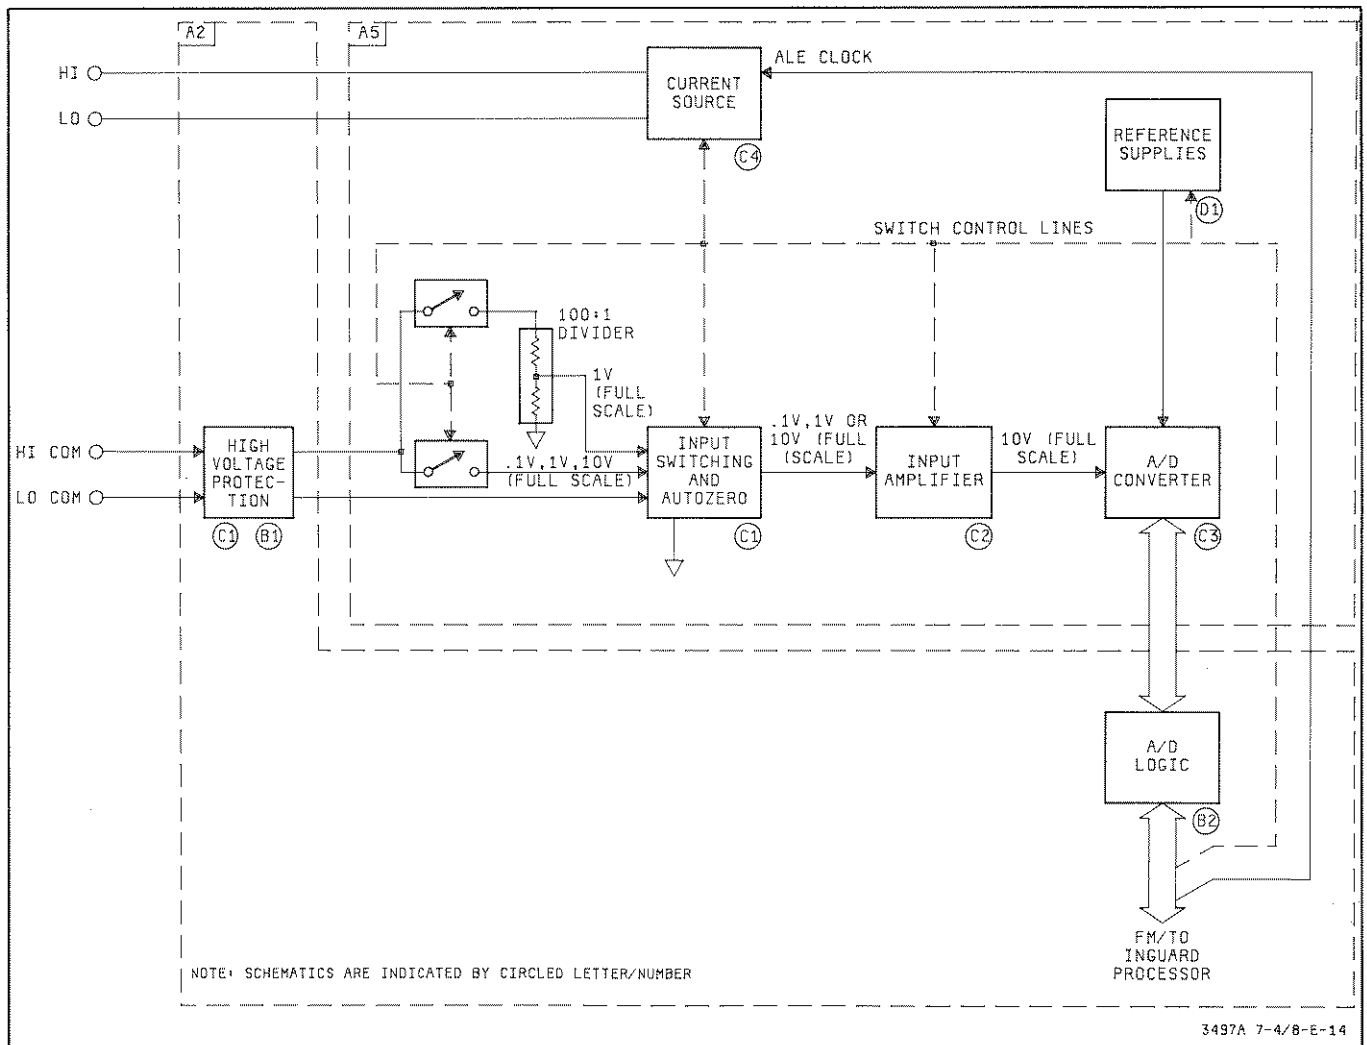 A2
A5
HI
LO
CURRENT
SOURCE
C4
ALE CLOCK
REFERENCE
SUPPLIES
D1
SWITCH CONTROL LINES
100:1
DIVIDER
1V
(FULL
SCALE)
HI COM
LO COM
HIGH
VOLTAGE
PROTEC-
TION
C1
B1
.1V,1V,10V
(FULL SCALE)
INPUT
SWITCHING
AND
AUTOZERO
C1
.1V,1V OR
10V (FULL
(SCALE)
INPUT
AMPLIFIER
C2
10V (FULL
SCALE)
A/D
CONVERTER
C3
A/D
LOGIC
B2
FM/TO
INGUARD
PROCESSOR
NOTE: SCHEMATICS ARE INDICATED BY CIRCLED LETTER/NUMBER
3497A 7-4/8-E-14